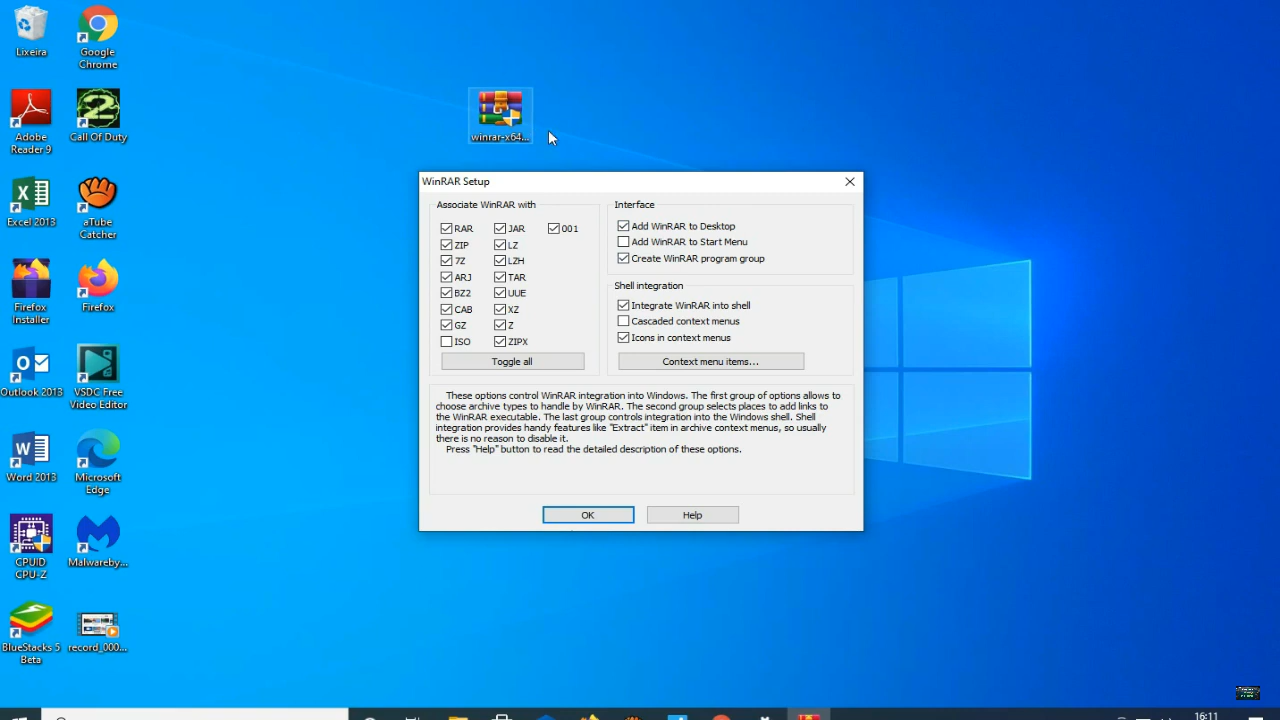 Lixeira
Google
Chrome
Adobe
Reader 9
Call Of Duty
Excel 2013
aTube
Catcher
Firefox
Installer
Firefox
Outlook 2013
VSDC Free
Video Editor
Word 2013
Microsoft
Edge
CPUID
CPU-Z
Malwareby...
BlueStacks 5
Beta
record_000...
winrar-x64...
WinRAR Setup
Associate WinRAR with
RAR JAR 001
ZIP LZ
7Z LZH
ARJ TAR
BZ2 UUE
CAB XZ
GZ Z
ISO ZIPX
Toggle all
Interface
Add WinRAR to Desktop
Add WinRAR to Start Menu
Create WinRAR program group
Shell integration
Integrate WinRAR into shell
Cascaded context menus
Icons in context menus
Context menu items...
These options control WinRAR integration into Windows. The first group of options allows to
choose archive types to handle by WinRAR. The second group selects places to add links to
the WinRAR executable. The last group controls integration into the Windows shell. Shell
integration provides handy features like "Extract" item in archive context menus, so usually
there is no reason to disable it.
Press "Help" button to read the detailed description of these options.
OK
Help
16:11